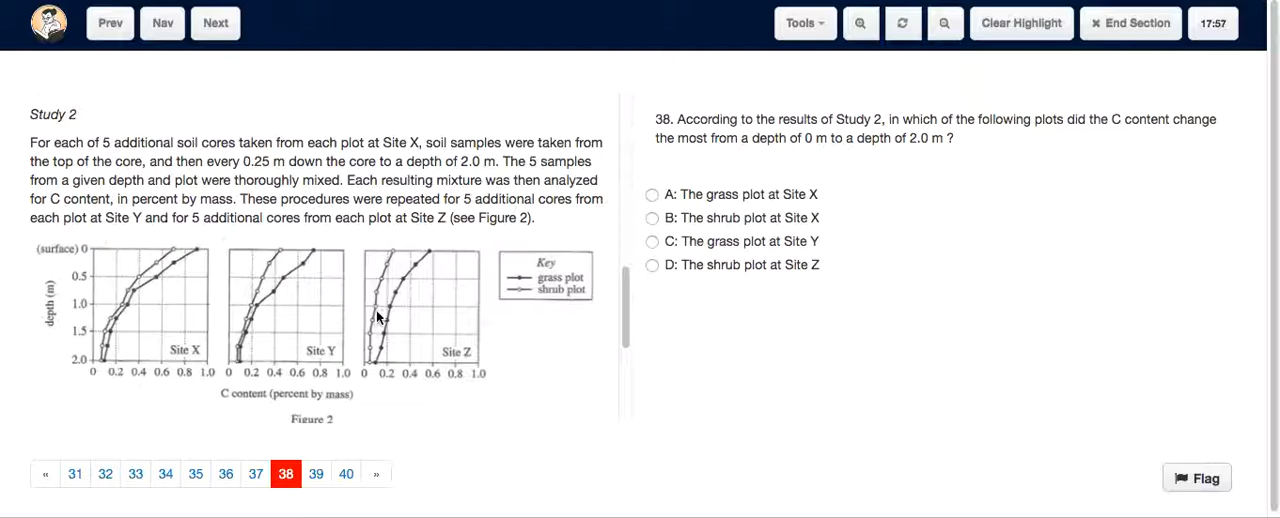 Prev Nav Next Tools Clear Highlight × End Section 17:57
Study 2
For each of 5 additional soil cores taken from each plot at Site X, soil samples were taken from
the top of the core, and then every 0.25 m down the core to a depth of 2.0 m. The 5 samples
from a given depth and plot were thoroughly mixed. Each resulting mixture was then analyzed
for C content, in percent by mass. These procedures were repeated for 5 additional cores from
each plot at Site Y and for 5 additional cores from each plot at Site Z (see Figure 2).
(surface) 0
0.5
1.0
1.5
2.0
depth (m)
Site X
Site Y
Site Z
0 0.2 0.4 0.6 0.8 1.0 0 0.2 0.4 0.6 0.8 1.0 0 0.2 0.4 0.6 0.8 1.0
C content (percent by mass)
Key
grass plot
shrub plot
Figure 2
38. According to the results of Study 2, in which of the following plots did the C content change
the most from a depth of 0 m to a depth of 2.0 m ?
A: The grass plot at Site X
B: The shrub plot at Site X
C: The grass plot at Site Y
D: The shrub plot at Site Z
« 31 32 33 34 35 36 37 38 39 40 »
Flag